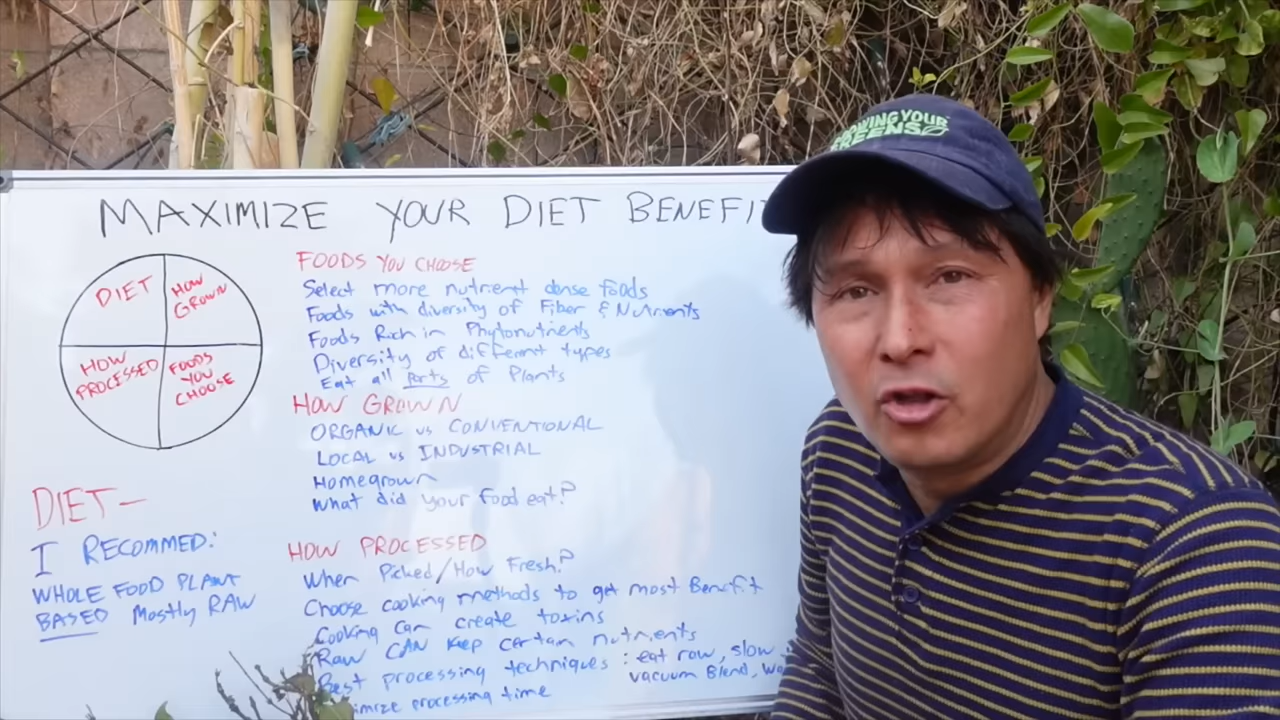 MAXIMIZE YOUR DIET BENEFIT
DIET
HOW GROWN
HOW PROCESSED
FOODS YOU CHOOSE
DIET-
I RECOMMED:
WHOLE FOOD PLANT
BASED Mostly RAW
FOODS YOU CHOOSE
Select more nutrient dense foods
Foods with diversity of Fiber & Nutrients
Foods Rich in Phytonutrients
Diversity of different types
Eat all Parts of Plants
HOW GROWN
ORGANIC vs CONVENTIONAL
LOCAL vs INDUSTRIAL
Homegrown
What did your food eat?
HOW PROCESSED
When Picked/How Fresh?
Choose cooking methods to get most Benefit
Cooking can create toxins
Raw CAN keep certain nutrients
Best processing techniques: eat raw, slow
vacuum Blend,
processing time
GROWING YOUR
GREENS